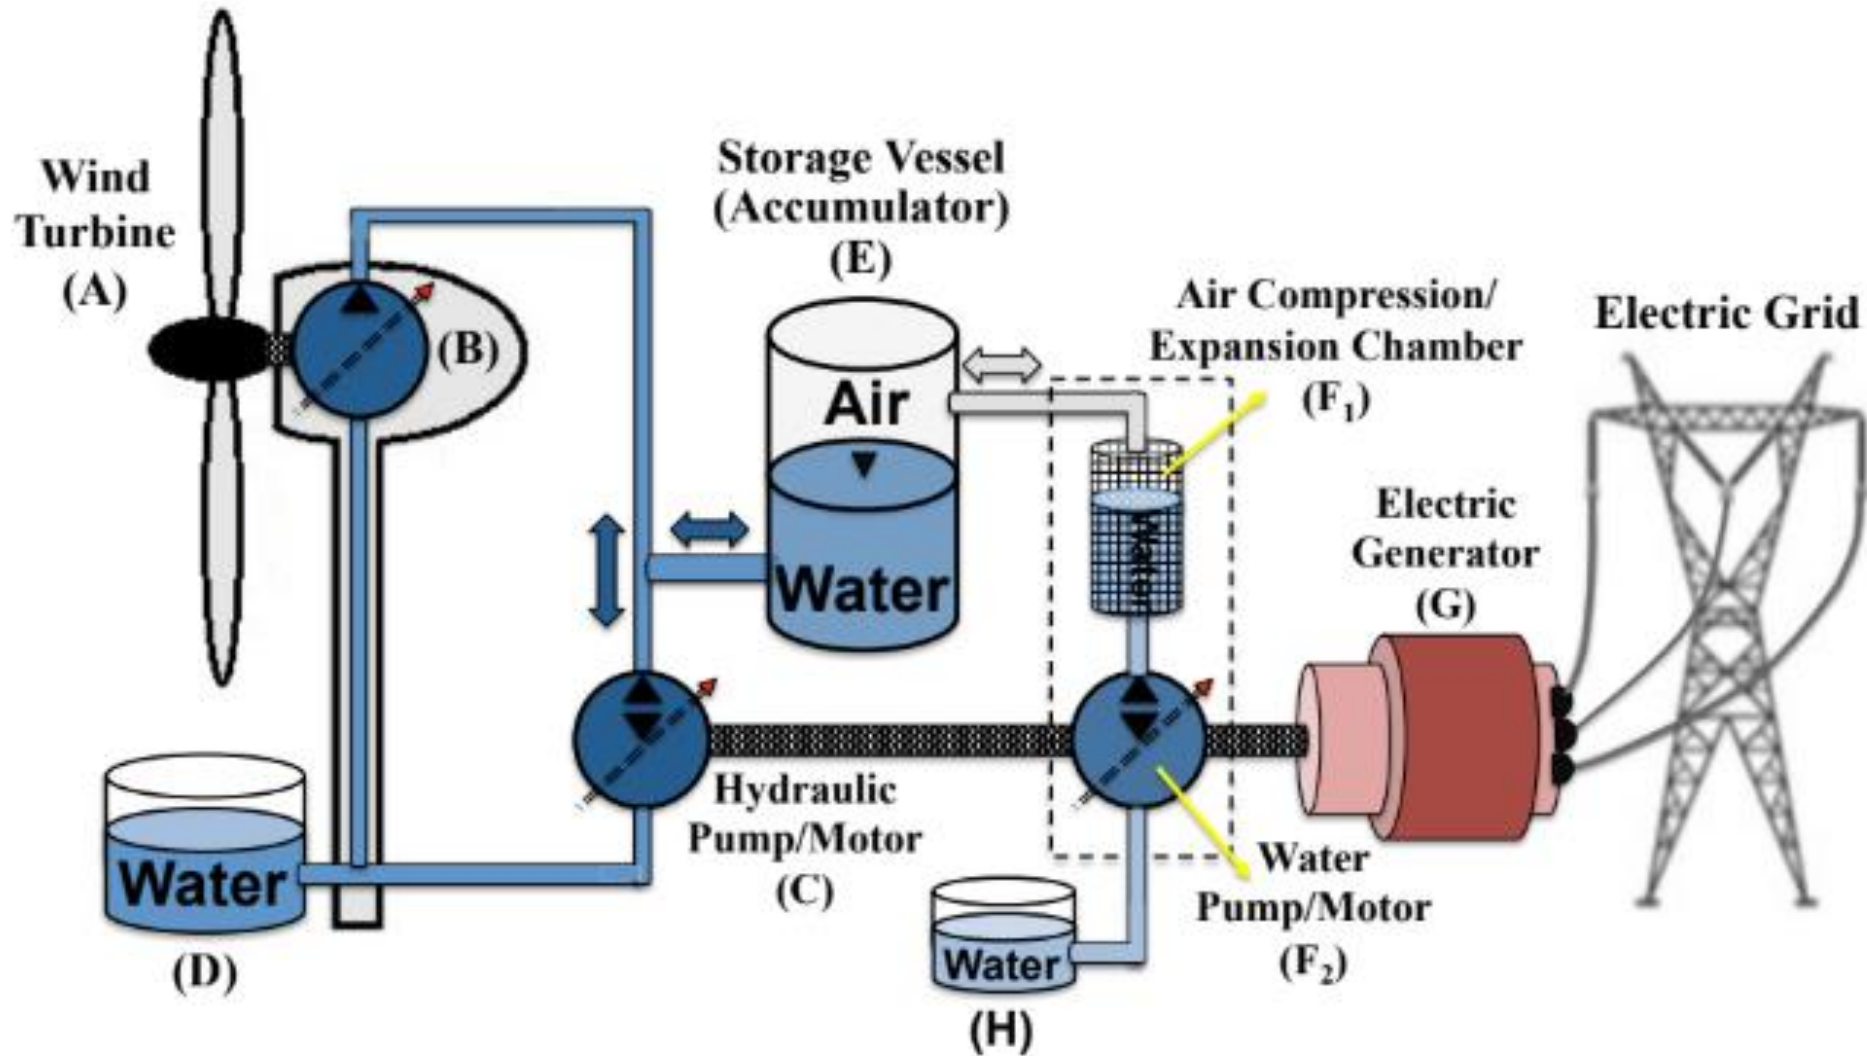 Wind
Turbine
(A)
(B)
Storage Vessel
(Accumulator)
(E)
Air
Water
Air Compression/
Expansion Chamber
(F₁)
Water
Electric Grid
Electric
Generator
(G)
Hydraulic
Pump/Motor
(C)
Water
Pump/Motor
(F₂)
Water
(D)
Water
(H)